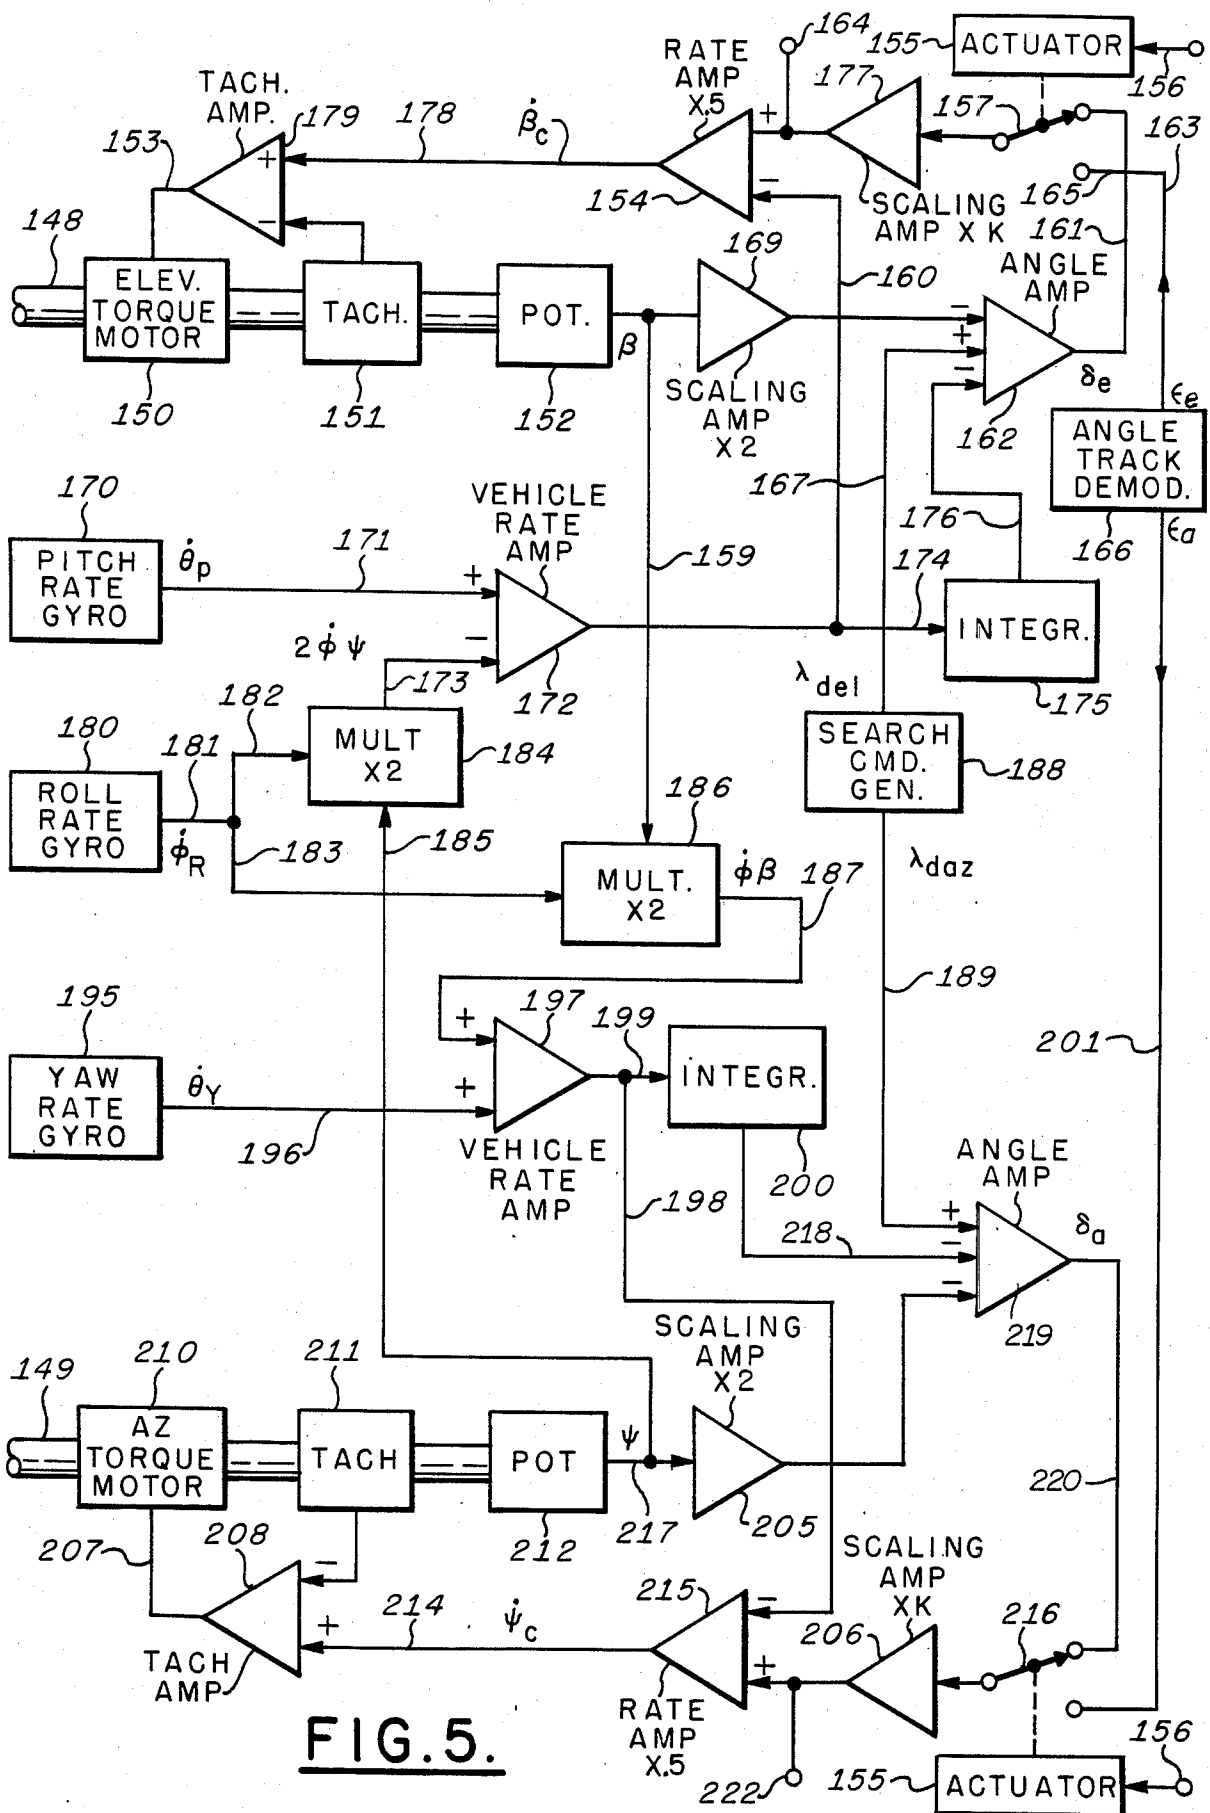 164
155
ACTUATOR
156
RATE
AMP
X.5
177
157
163
TACH.
AMP.
179
178
β̇c
+
153
+
−
154
−
SCALING
AMP X K
165
161
148
169
160
ANGLE
AMP
ELEV.
TORQUE
MOTOR
TACH.
POT.
β
−
+
−
δe
150
151
152
SCALING
AMP
X2
162
ϵe
ANGLE
TRACK
DEMOD.
167
170
VEHICLE
RATE
AMP
176
166
ϵa
PITCH
RATE
GYRO
θ̇p
171
+
159
174
INTEGR.
2ϕ̇ψ
−
173
172
λdel
175
182
180
181
MULT
X2
184
SEARCH
CMD.
GEN.
188
ROLL
RATE
GYRO
ϕ̇R
183
185
186
MULT.
X2
ϕ̇β
187
λdaz
189
195
197
199
201
YAW
RATE
GYRO
θ̇Y
+
+
INTEGR.
196
VEHICLE
RATE
AMP
198
200
ANGLE
AMP
218
+
−
−
δa
219
SCALING
AMP
X2
149
210
211
AZ
TORQUE
MOTOR
TACH
POT
ψ
220
207
208
212
217
205
SCALING
AMP
XK
−
+
214
ψ̇c
215
−
+
206
216
TACH
AMP
RATE
AMP
X.5
FIG.5.
222
155
ACTUATOR
156